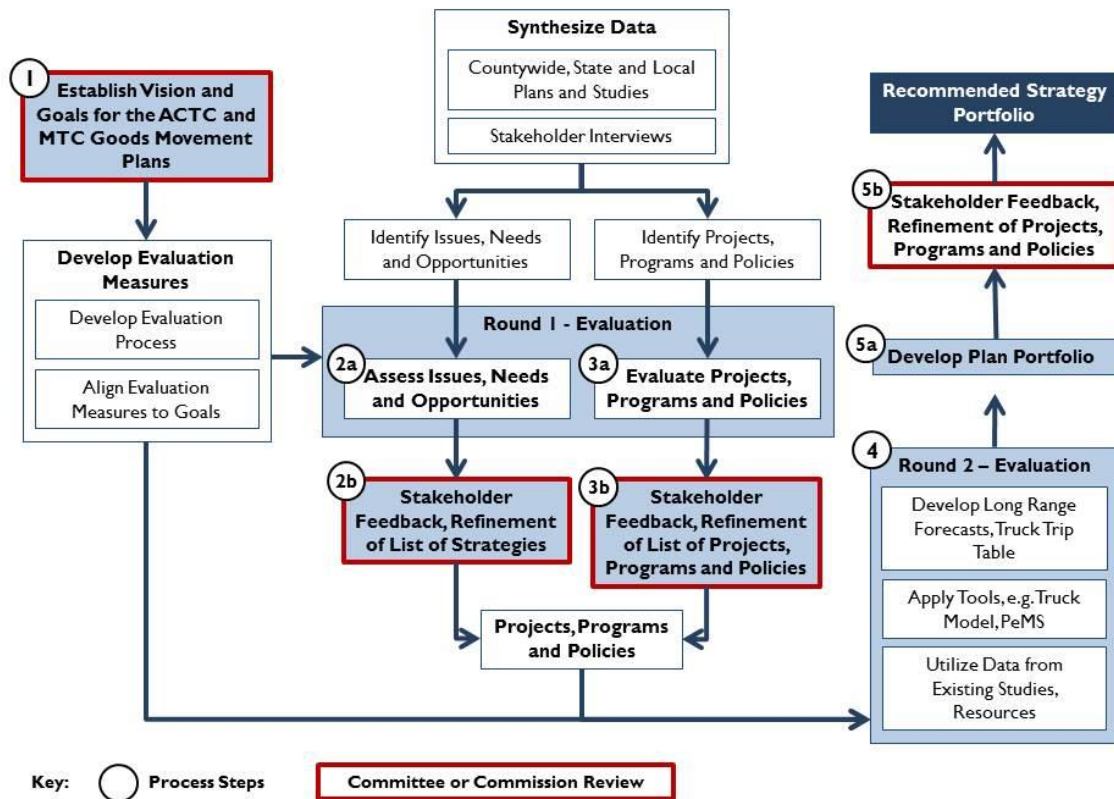 1
Establish Vision and
Goals for the ACTC and
MTC Goods Movement
Plans
Develop Evaluation
Measures
Develop Evaluation
Process
Align Evaluation
Measures to Goals
Synthesize Data
Countywide, State and Local
Plans and Studies
Stakeholder Interviews
Identify Issues, Needs
and Opportunities
Identify Projects,
Programs and Policies
Round 1 - Evaluation
2a
Assess Issues, Needs
and Opportunities
3a
Evaluate Projects,
Programs and Policies
2b
Stakeholder
Feedback, Refinement
of List of Strategies
3b
Stakeholder
Feedback, Refinement
of List of Projects,
Programs and Policies
Projects, Programs
and Policies
4
Round 2 – Evaluation
Develop Long Range
Forecasts, Truck Trip
Table
Apply Tools, e.g. Truck
Model, PeMS
Utilize Data from
Existing Studies,
Resources
5a
Develop Plan Portfolio
5b
Stakeholder Feedback,
Refinement of Projects,
Programs and Policies
Recommended Strategy
Portfolio
Key:
Process Steps
Committee or Commission Review